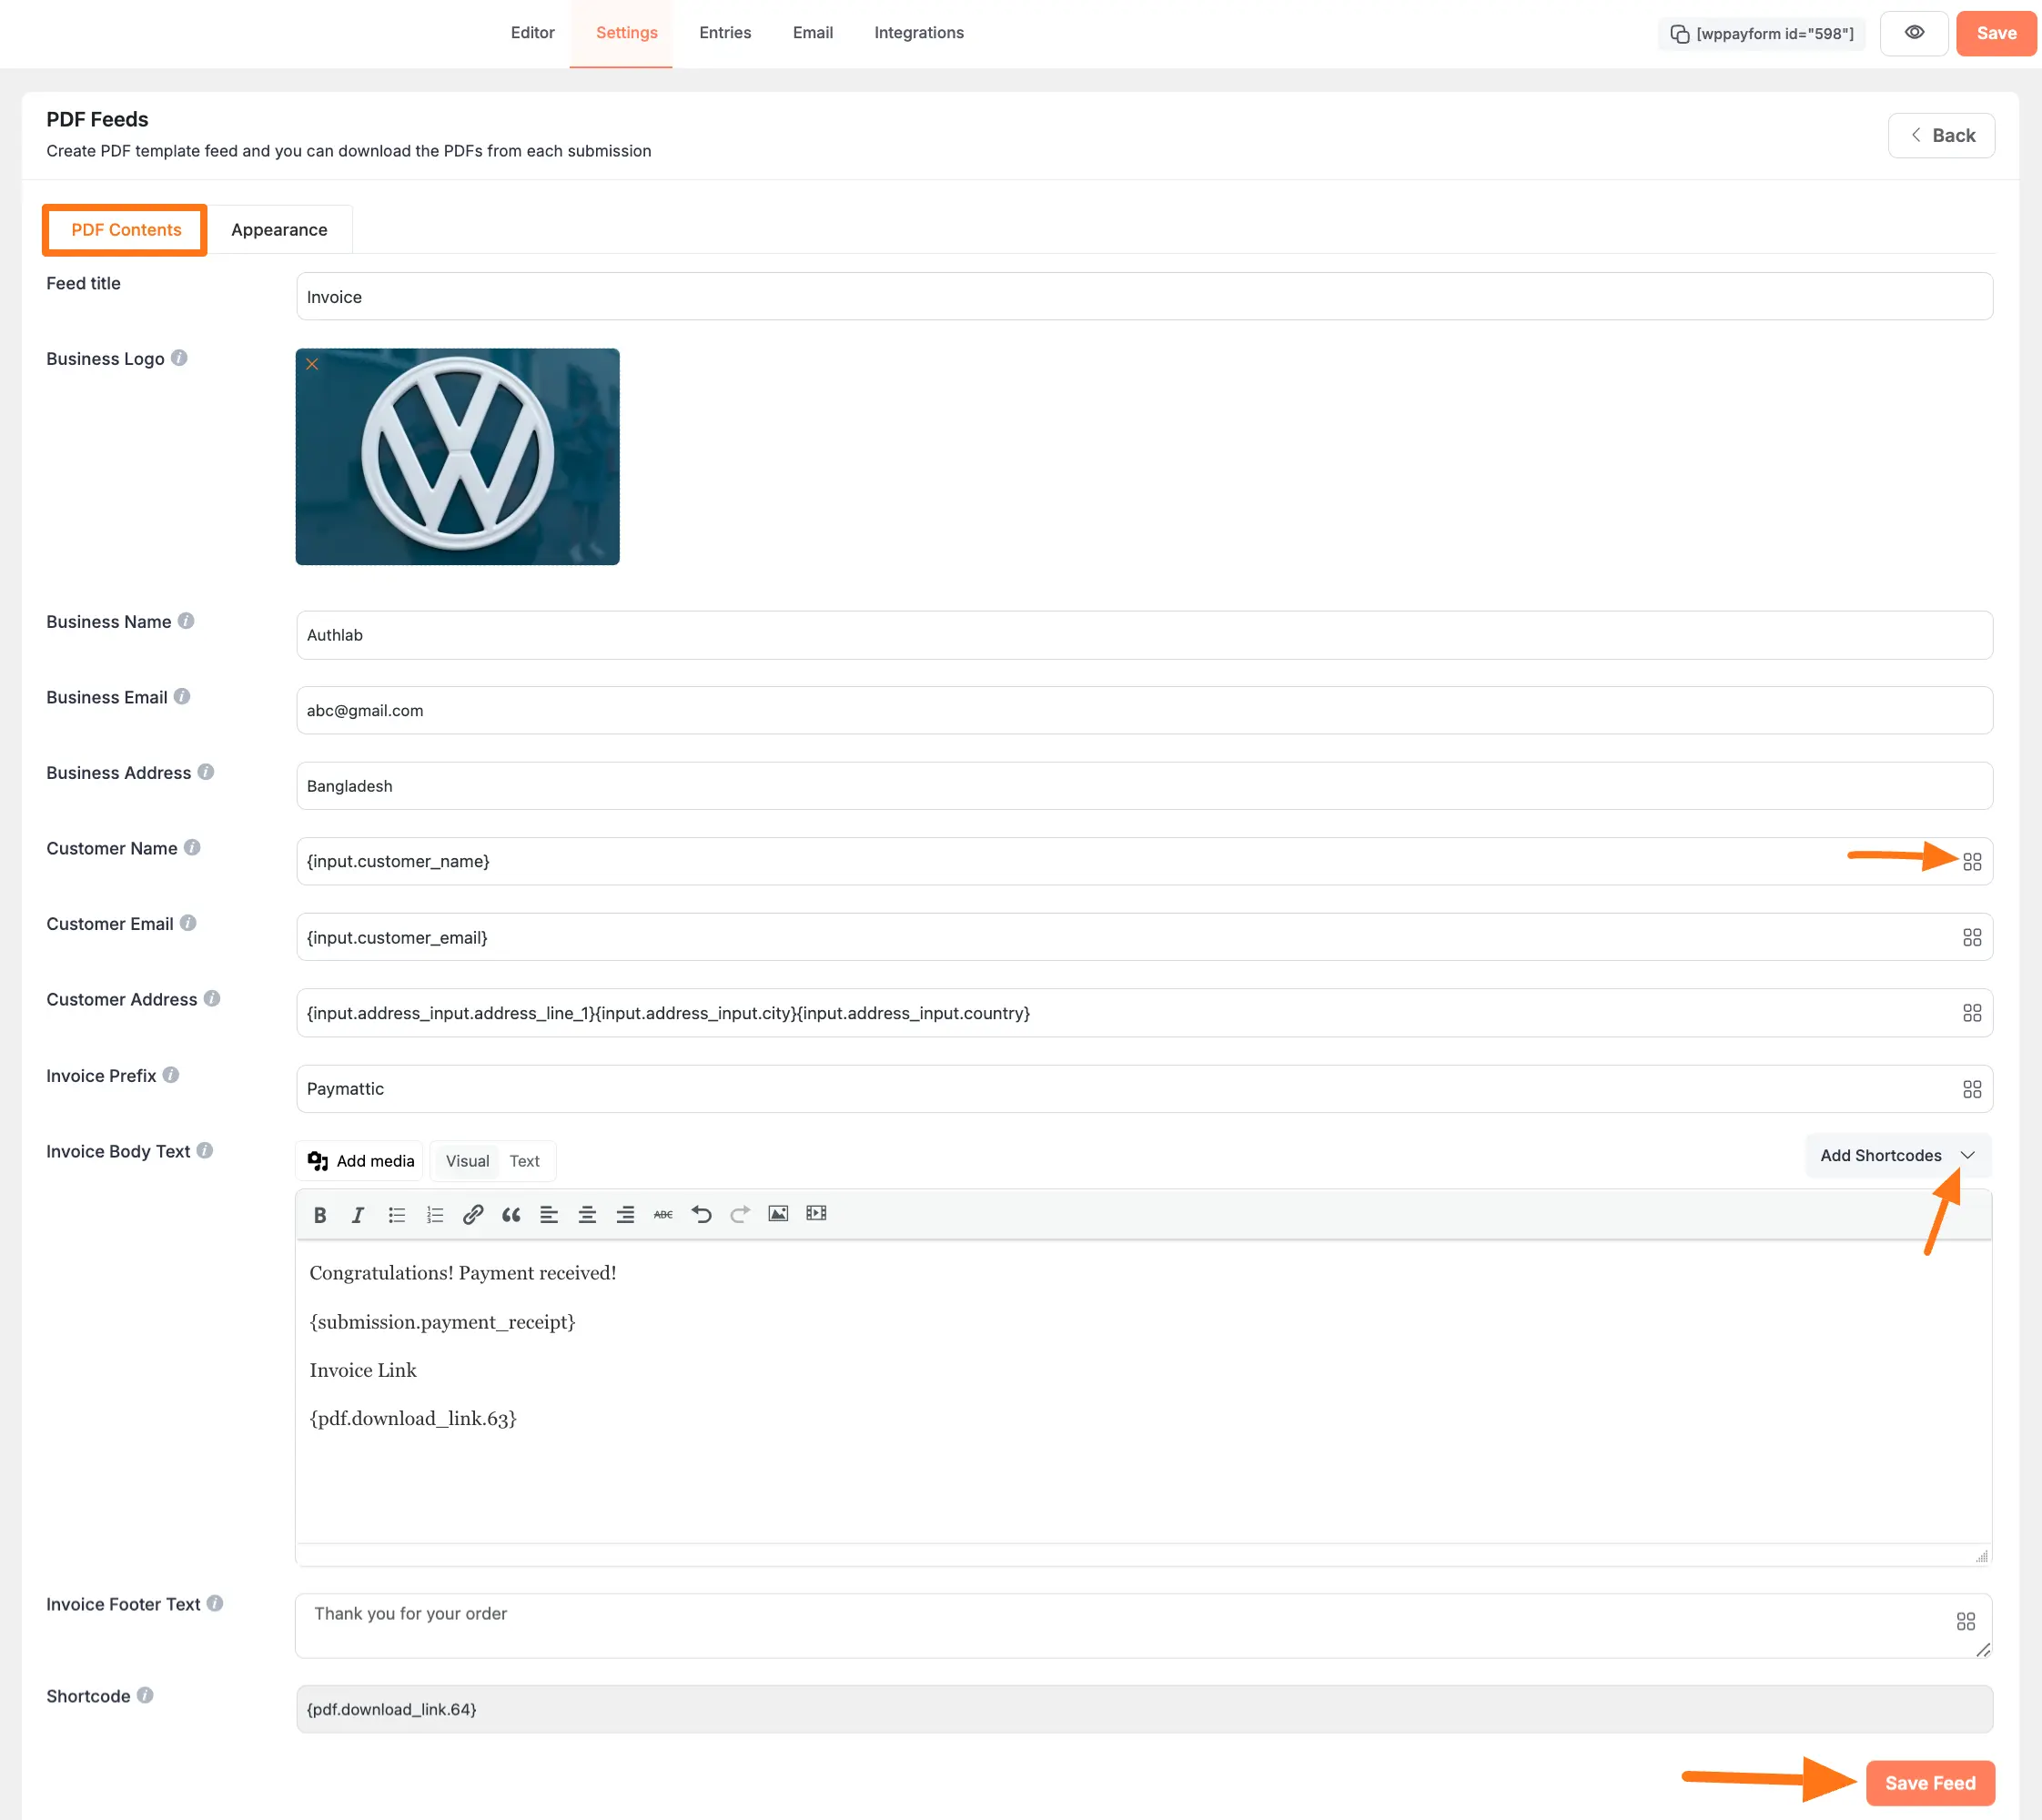 Editor Settings Entries Email Integrations [wppayform id="598"] Save
PDF Feeds
Create PDF template feed and you can download the PDFs from each submission
Back
PDF Contents Appearance
Feed title
Invoice
Business Logo
Business Name
Authlab
Business Email
abc@gmail.com
Business Address
Bangladesh
Customer Name
{input.customer_name}
Customer Email
{input.customer_email}
Customer Address
{input.address_input.address_line_1}{input.address_input.city}{input.address_input.country}
Invoice Prefix
Paymattic
Invoice Body Text
Add media Visual Text Add Shortcodes
Congratulations! Payment received!
{submission.payment_receipt}
Invoice Link
{pdf.download_link.63}
Invoice Footer Text
Thank you for your order
Shortcode
{pdf.download_link.64}
Save Feed